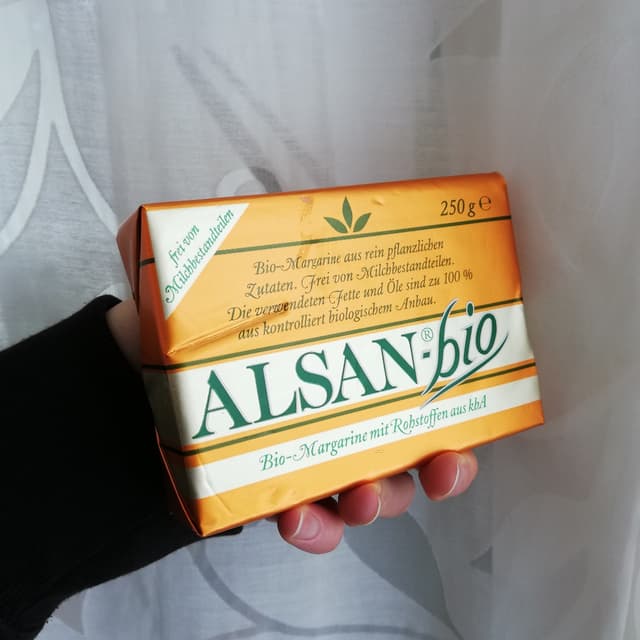 frei von
Milchbestandteilen
250 g ℮
Bio-Margarine aus rein pflanzlichen
Zutaten. Frei von Milchbestandteilen.
Die verwendeten Fette und Öle sind zu 100 %
aus kontrolliert biologischem Anbau.
ALSAN®-bio
Bio-Margarine mit Rohstoffen aus kbA